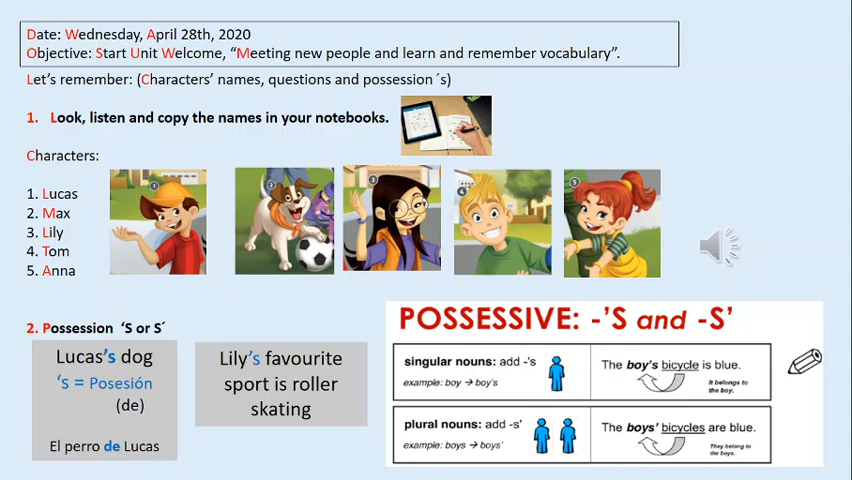 Date: Wednesday, April 28th, 2020
Objective: Start Unit Welcome, “Meeting new people and learn and remember vocabulary”.
Let’s remember: (Characters’ names, questions and possession ´s)
1. Look, listen and copy the names in your notebooks.
Characters:
1. Lucas
2. Max
3. Lily
4. Tom
5. Anna
1
2
3
4
5
2. Possession ‘S or S´
Lucas’s dog
‘s = Posesión
(de)
El perro de Lucas
Lily’s favourite
sport is roller
skating
POSSESSIVE: -’S and -S’
singular nouns: add -'s
example: boy → boy's
The boy's bicycle is blue.
It belongs to
the boy.
plural nouns: add -s'
example: boys → boys'
The boys' bicycles are blue.
They belong to
the boys.